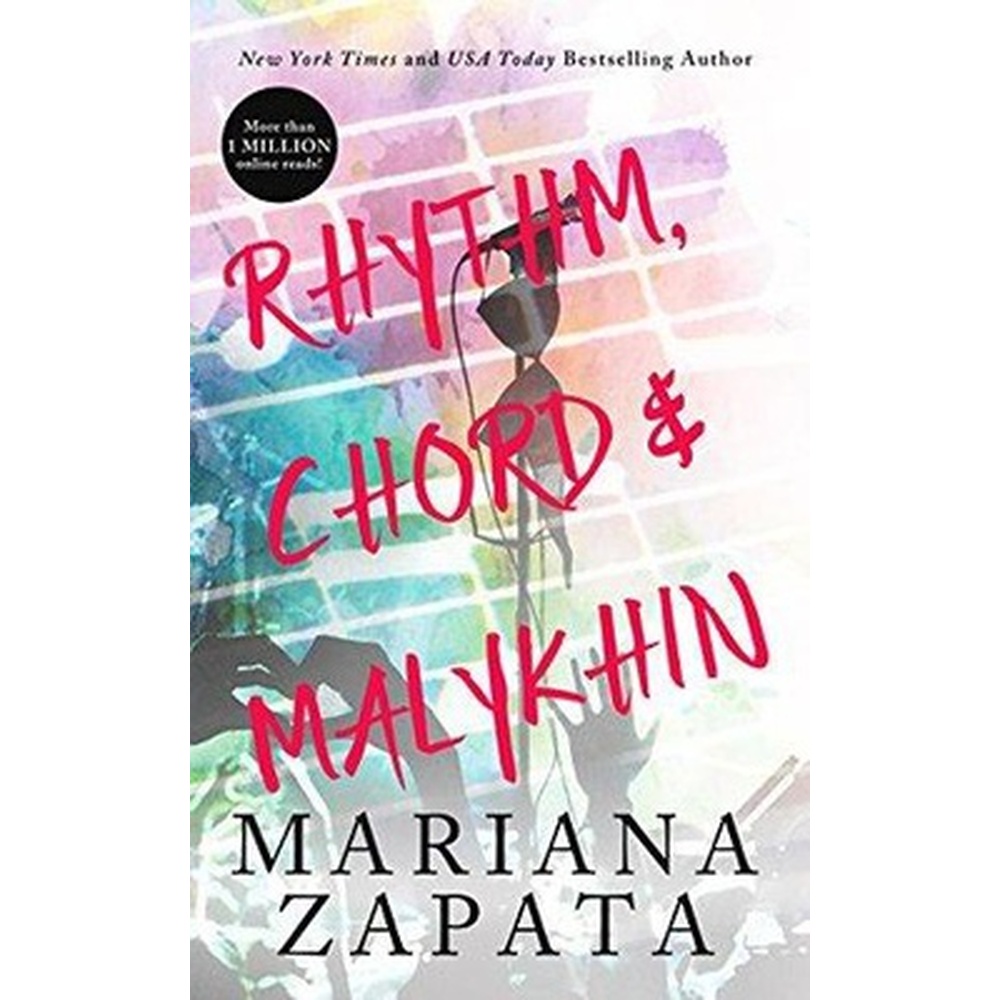 New York Times and USA Today Bestselling Author
More than
1 MILLION
online reads!
RHYTHM,
CHORD &
MALYKHIN
MARIANA
ZAPATA